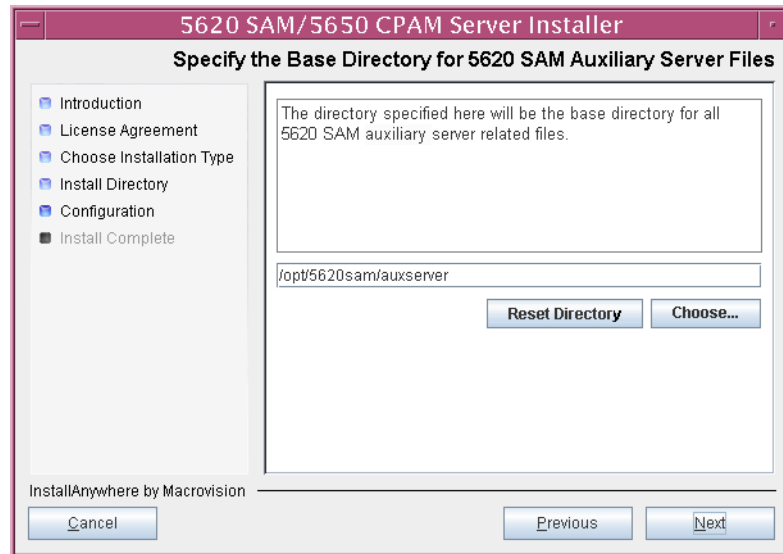 5620 SAM/5650 CPAM Server Installer
Specify the Base Directory for 5620 SAM Auxiliary Server Files
Introduction
License Agreement
Choose Installation Type
Install Directory
Configuration
Install Complete
The directory specified here will be the base directory for all
5620 SAM auxiliary server related files.
/opt/5620sam/auxserver
Reset Directory
Choose...
InstallAnywhere by Macrovision
Cancel
Previous
Next